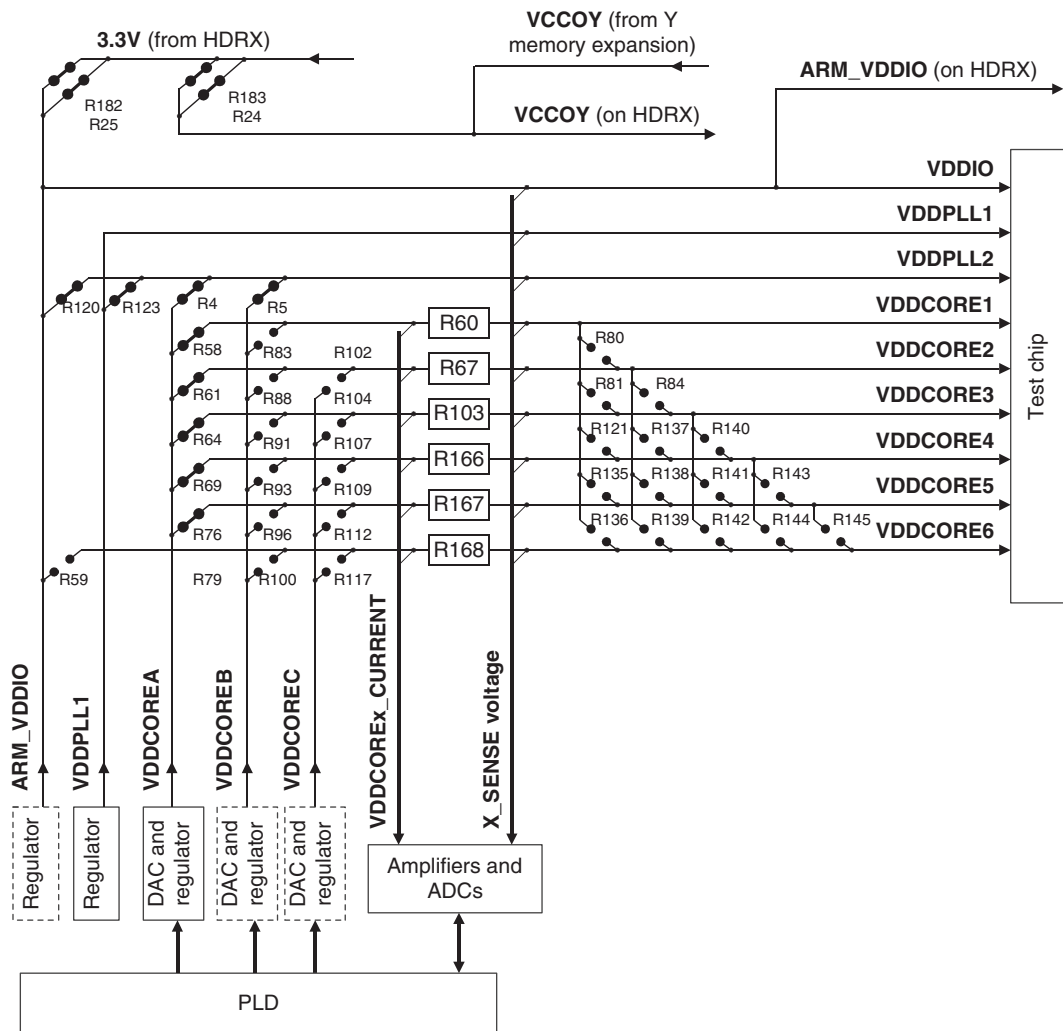 3.3V (from HDRX)
VCCOY (from Y
memory expansion)
ARM_VDDIO (on HDRX)
R182
R25
R183
R24
VCCOY (on HDRX)
VDDIO
VDDPLL1
VDDPLL2
R120
R123
R4
R5
VDDCORE1
R58
R83
R102
R60
R80
VDDCORE2
R61
R88
R104
R67
R81
R84
VDDCORE3
R64
R91
R107
R103
R121
R137
R140
VDDCORE4
R69
R93
R109
R166
R135
R138
R141
R143
VDDCORE5
R76
R96
R112
R167
R136
R139
R142
R144
R145
VDDCORE6
R59
R79
R100
R117
R168
Test chip
ARM_VDDIO
VDDPLL1
VDDCOREA
VDDCOREB
VDDCOREC
VDDCOREx_CURRENT
X_SENSE voltage
Regulator
Regulator
DAC and
regulator
DAC and
regulator
DAC and
regulator
Amplifiers and
ADCs
PLD